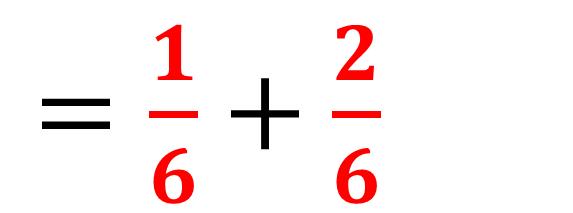 = 1/6 + 2/6